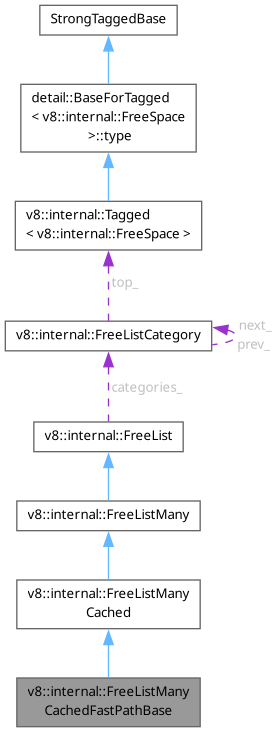 StrongTaggedBase
detail::BaseForTagged
< v8::internal::FreeSpace
>::type
v8::internal::Tagged
< v8::internal::FreeSpace >
top_
v8::internal::FreeListCategory
next_
prev_
categories_
v8::internal::FreeList
v8::internal::FreeListMany
v8::internal::FreeListMany
Cached
v8::internal::FreeListMany
CachedFastPathBase